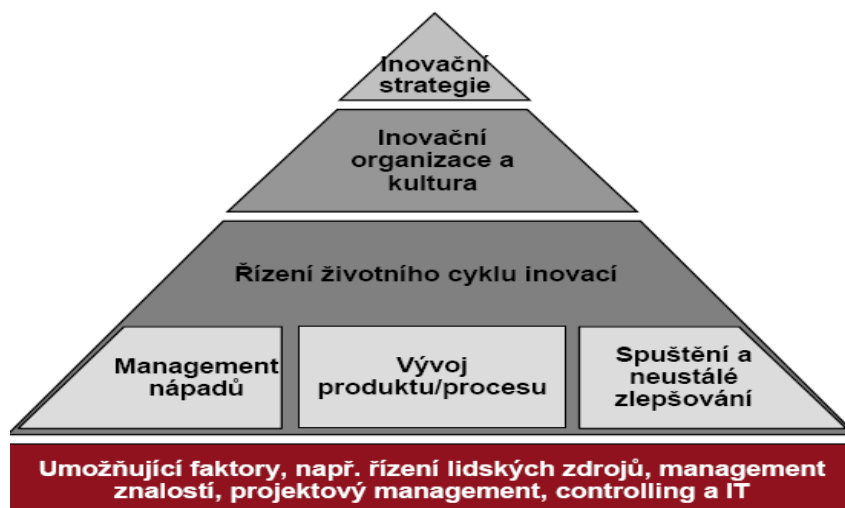 Inovační
strategie
Inovační
organizace a
kultura
Řízení životního cyklu inovací
Management
nápadů
Vývoj
produktu/procesu
Spuštění a
neustálé
zlepšování
Umožňující faktory, např. řízení lidských zdrojů, management
znalostí, projektový management, controlling a IT